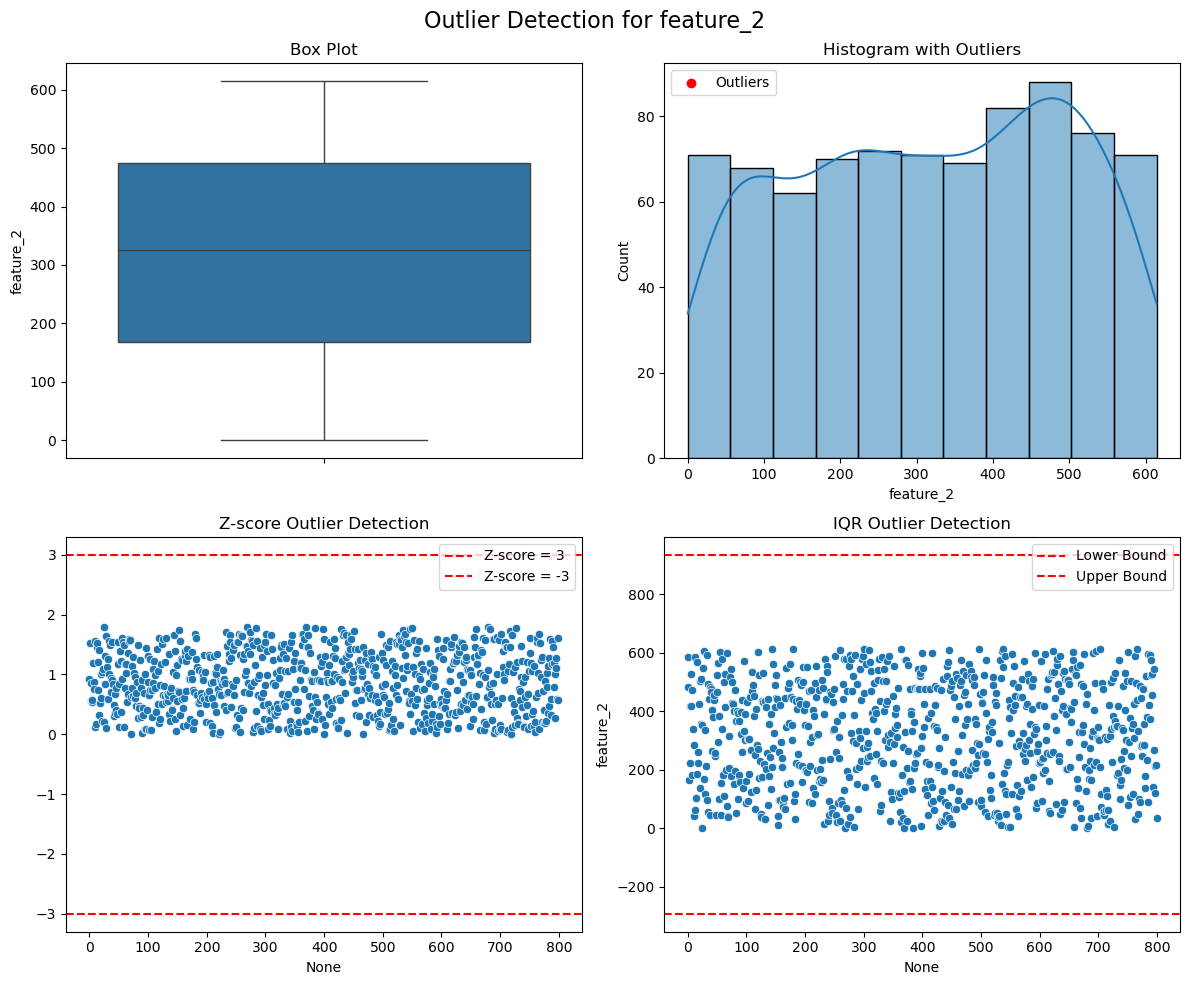 Outlier Detection for feature_2
Box Plot
600
500
400
300
200
100
0
feature_2
Histogram with Outliers
Outliers
80
60
40
20
0
Count
0 100 200 300 400 500 600
feature_2
Z-score Outlier Detection
Z-score = 3
Z-score = -3
3
2
1
0
−1
−2
−3
0 100 200 300 400 500 600 700 800
None
IQR Outlier Detection
Lower Bound
Upper Bound
800
600
400
200
0
−200
feature_2
0 100 200 300 400 500 600 700 800
None